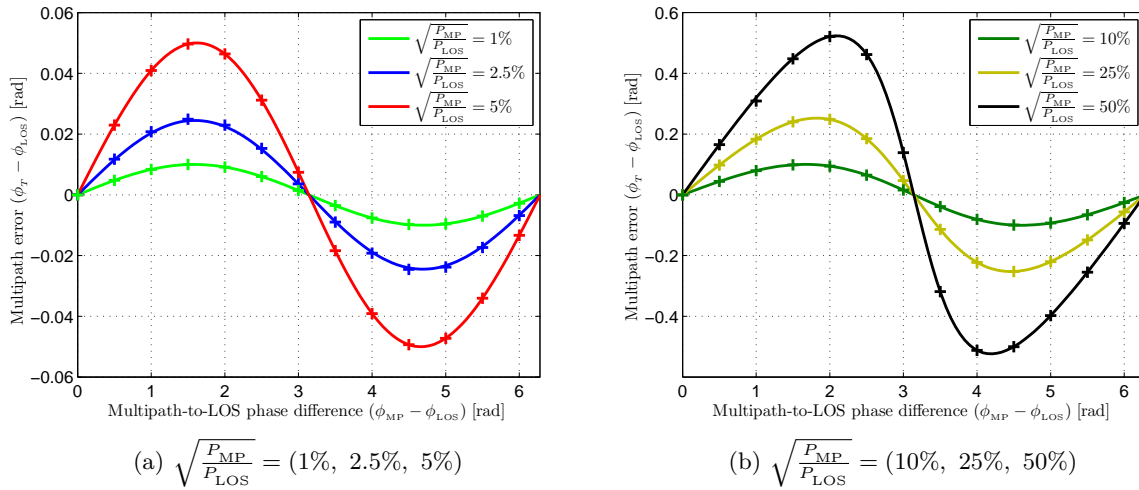 0.06
0.04
0.02
0
−0.02
−0.04
−0.06
Multipath error (ϕ_T − ϕ_LOS) [rad]
√(P_MP/P_LOS) = 1%
√(P_MP/P_LOS) = 2.5%
√(P_MP/P_LOS) = 5%
0 1 2 3 4 5 6
Multipath-to-LOS phase difference (ϕ_MP − ϕ_LOS) [rad]
(a) √(P_MP/P_LOS) = (1%, 2.5%, 5%)
0.6
0.4
0.2
0
−0.2
−0.4
−0.6
Multipath error (ϕ_T − ϕ_LOS) [rad]
√(P_MP/P_LOS) = 10%
√(P_MP/P_LOS) = 25%
√(P_MP/P_LOS) = 50%
0 1 2 3 4 5 6
Multipath-to-LOS phase difference (ϕ_MP − ϕ_LOS) [rad]
(b) √(P_MP/P_LOS) = (10%, 25%, 50%)